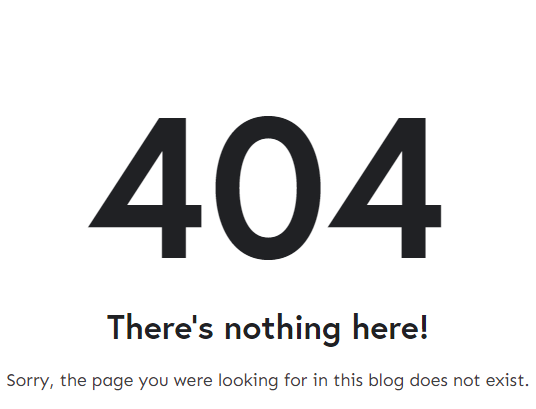 404
There's nothing here!
Sorry, the page you were looking for in this blog does not exist.